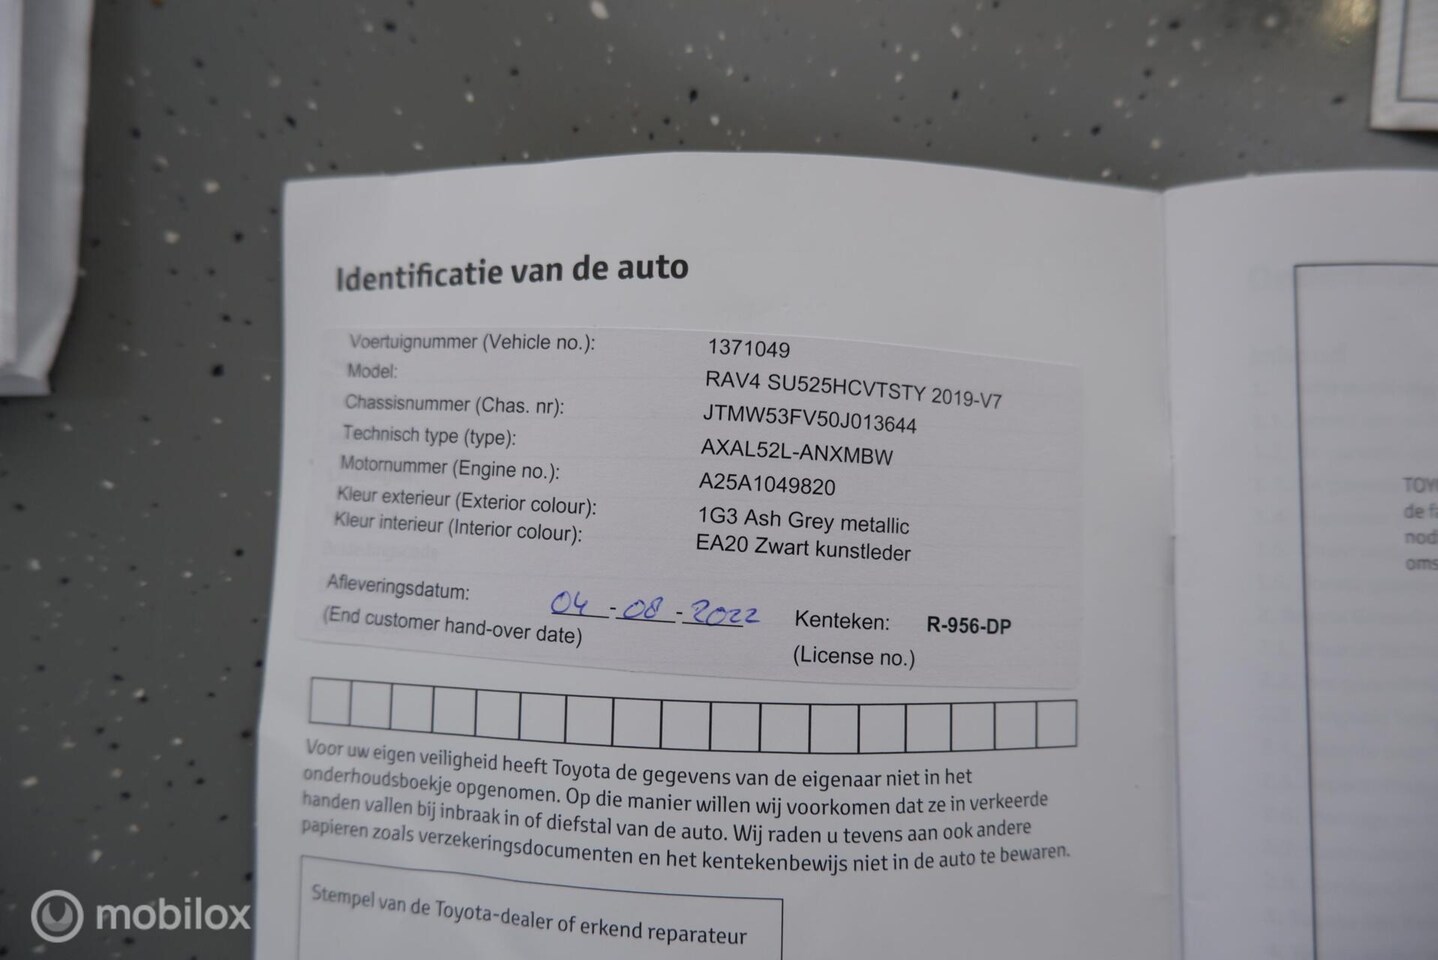 Identificatie van de auto
Voertuignummer (Vehicle no.): 1371049
Model: RAV4 SU525HCVTSTY 2019-V7
Chassisnummer (Chas. nr): JTMW53FV50J013644
Technisch type (type): AXAL52L-ANXMBW
Motornummer (Engine no.): A25A1049820
Kleur exterieur (Exterior colour): 1G3 Ash Grey metallic
Kleur interieur (Interior colour): EA20 Zwart kunstleder
Afleveringsdatum: 04-08-2022 Kenteken: R-956-DP
(End customer hand-over date) (License no.)
Voor uw eigen veiligheid heeft Toyota de gegevens van de eigenaar niet in het
onderhoudsboekje opgenomen. Op die manier willen wij voorkomen dat ze in verkeerde
handen vallen bij inbraak in of diefstal van de auto. Wij raden u tevens aan ook andere
papieren zoals verzekeringsdocumenten en het kentekenbewijs niet in de auto te bewaren.
Stempel van de Toyota-dealer of erkend reparateur
mobilox